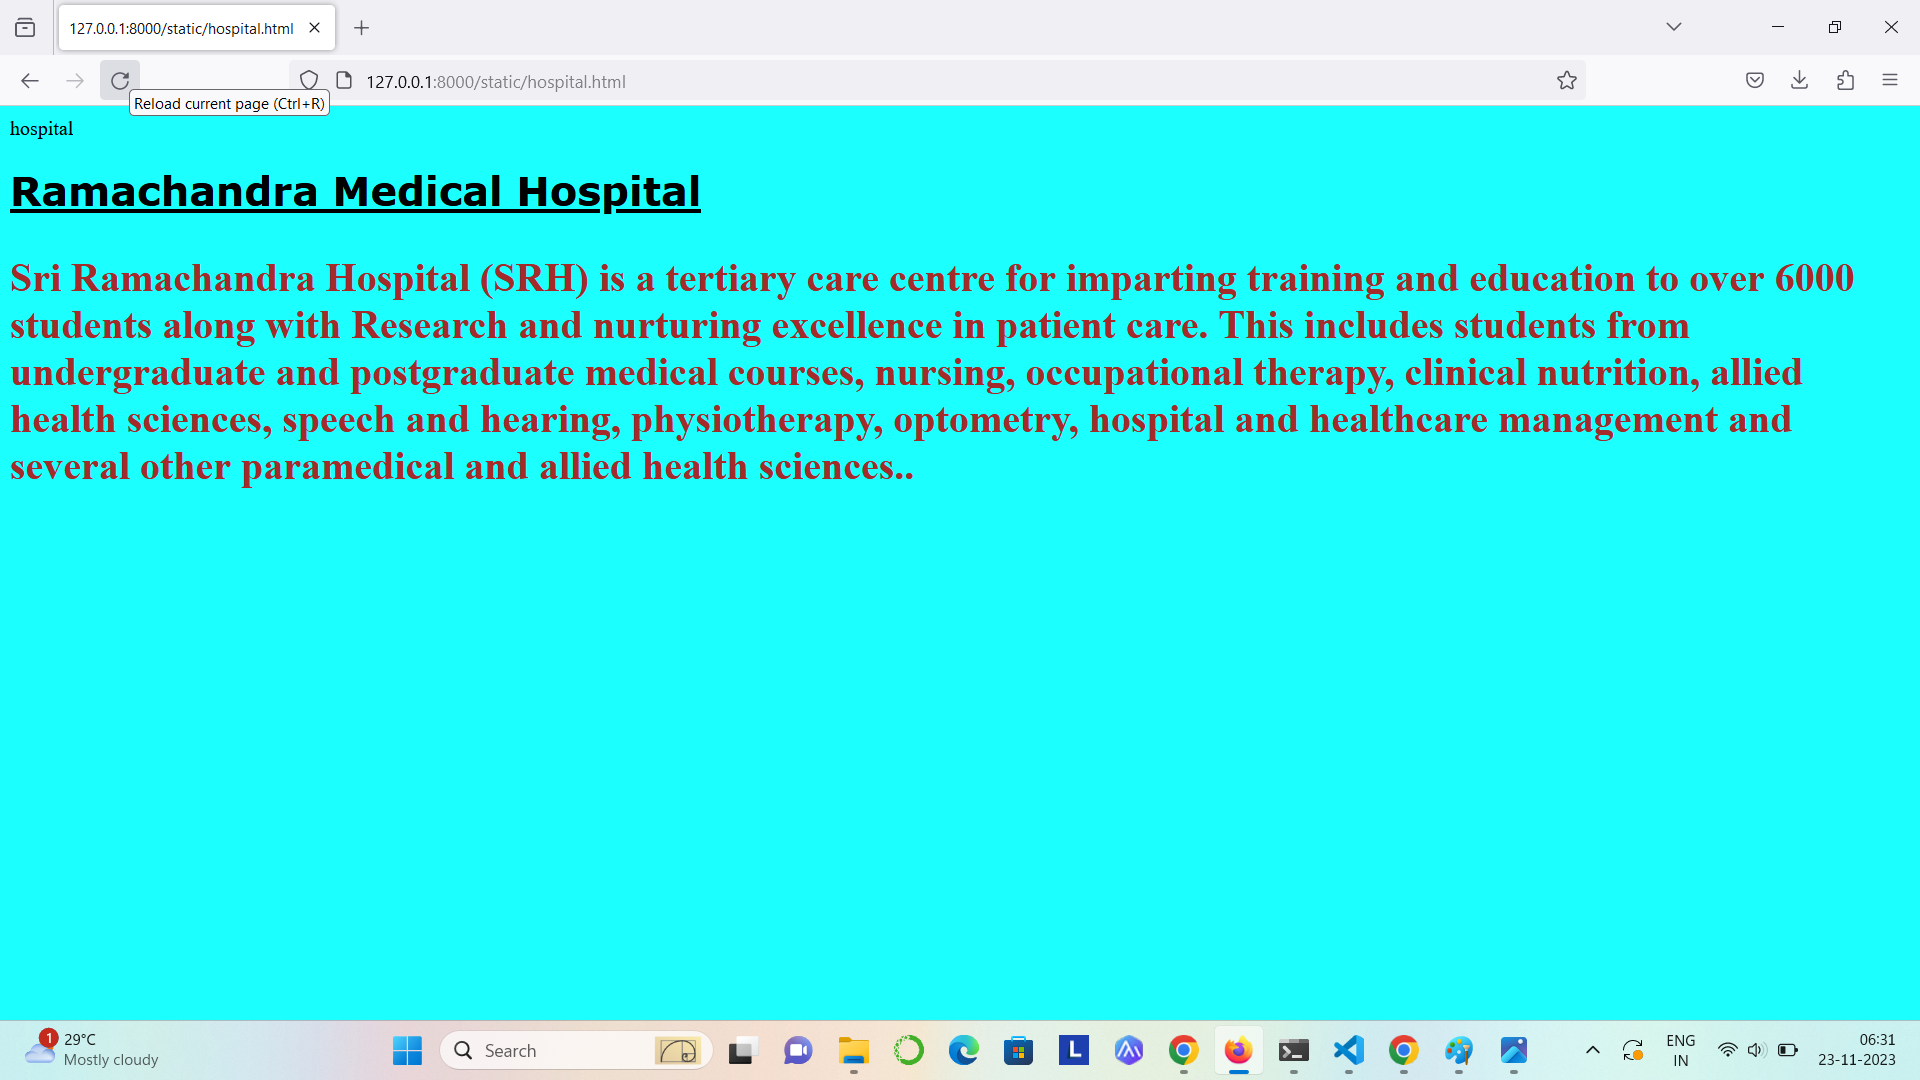 127.0.0.1:8000/static/hospital.html
127.0.0.1:8000/static/hospital.html
Reload current page (Ctrl+R)
hospital
Ramachandra Medical Hospital
Sri Ramachandra Hospital (SRH) is a tertiary care centre for imparting training and education to over 6000
students along with Research and nurturing excellence in patient care. This includes students from
undergraduate and postgraduate medical courses, nursing, occupational therapy, clinical nutrition, allied
health sciences, speech and hearing, physiotherapy, optometry, hospital and healthcare management and
several other paramedical and allied health sciences..
1
29°C
Mostly cloudy
Search
L
ENG
IN
06:31
23-11-2023